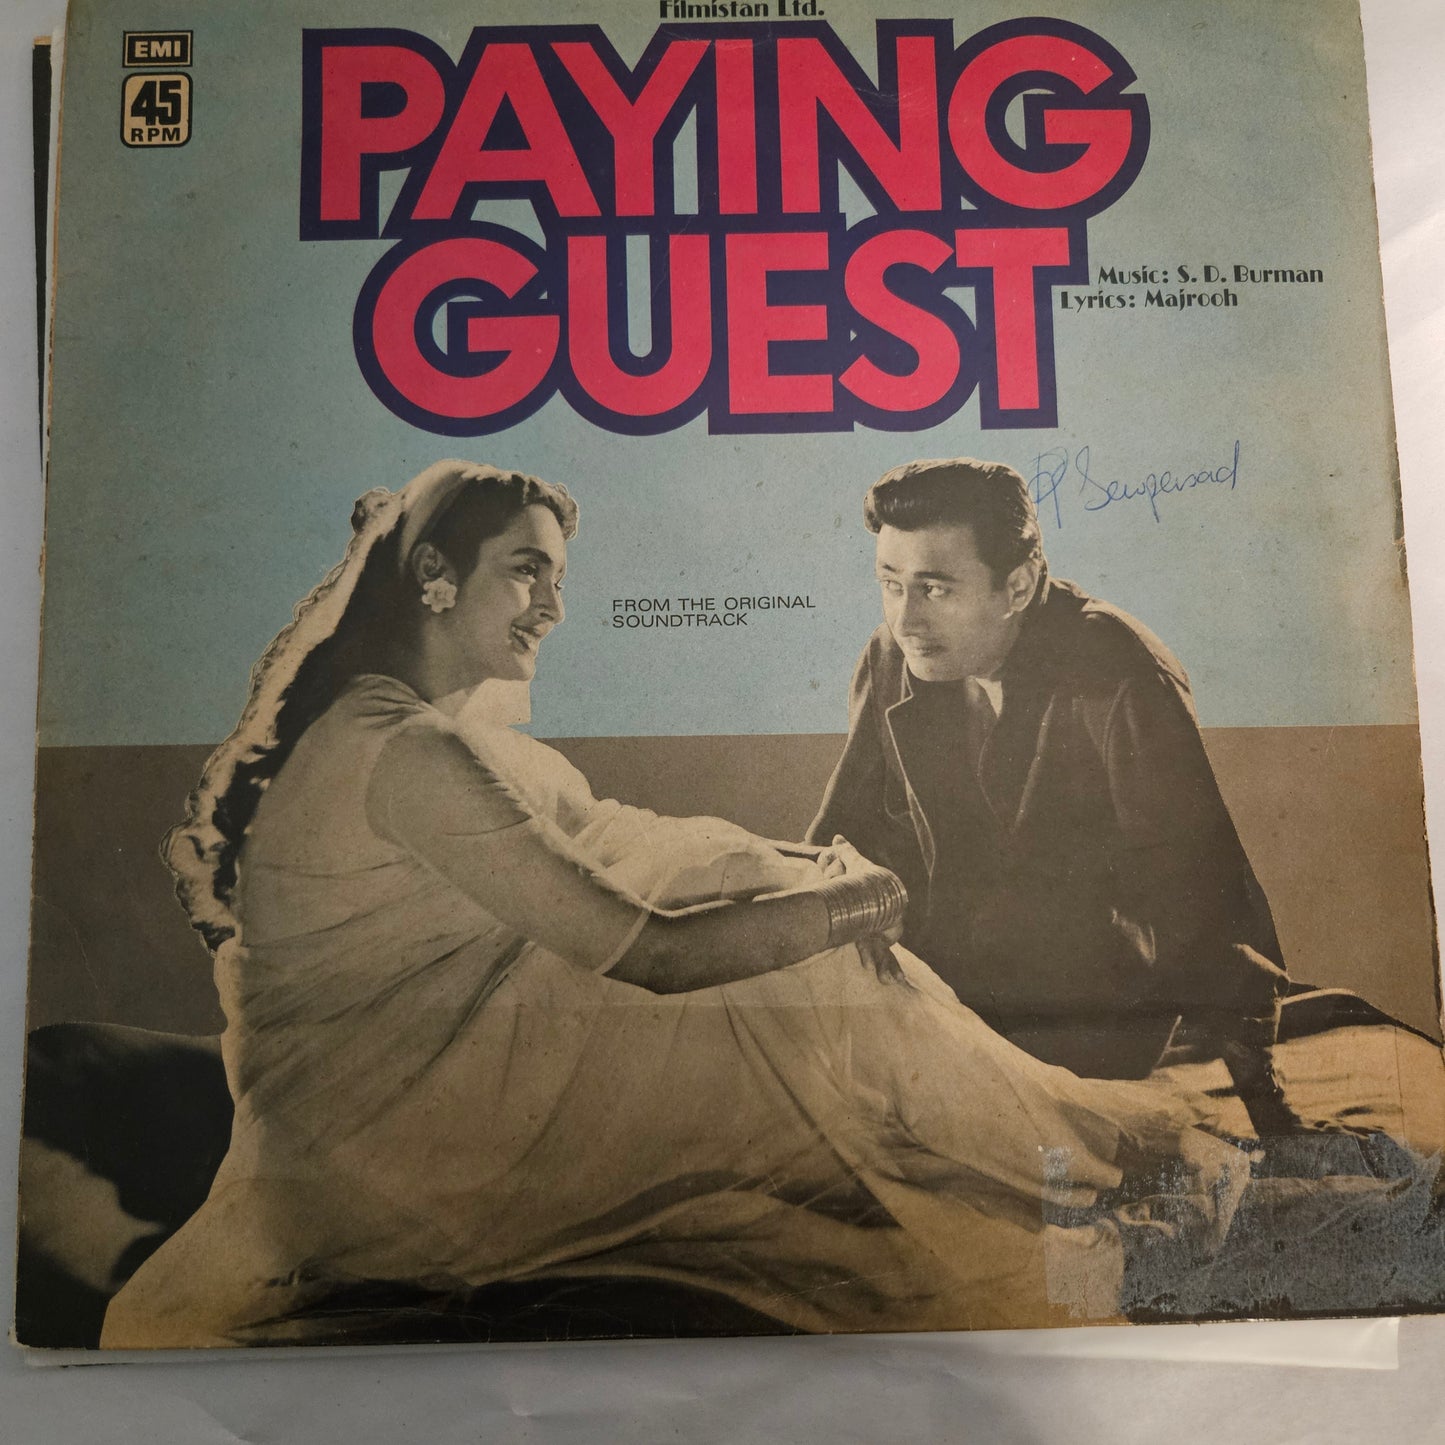 Filmistan Ltd.
EMI
45
RPM
PAYING
GUEST
Music: S. D. Burman
Lyrics: Majrooh
FROM THE ORIGINAL
SOUNDTRACK